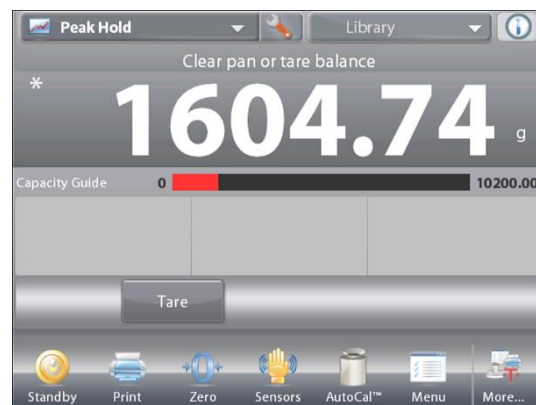 Peak Hold
Library
Clear pan or tare balance
* 1604.74 g
Capacity Guide 0 10200.00
Tare
Standby Print Zero Sensors AutoCal™ Menu More...